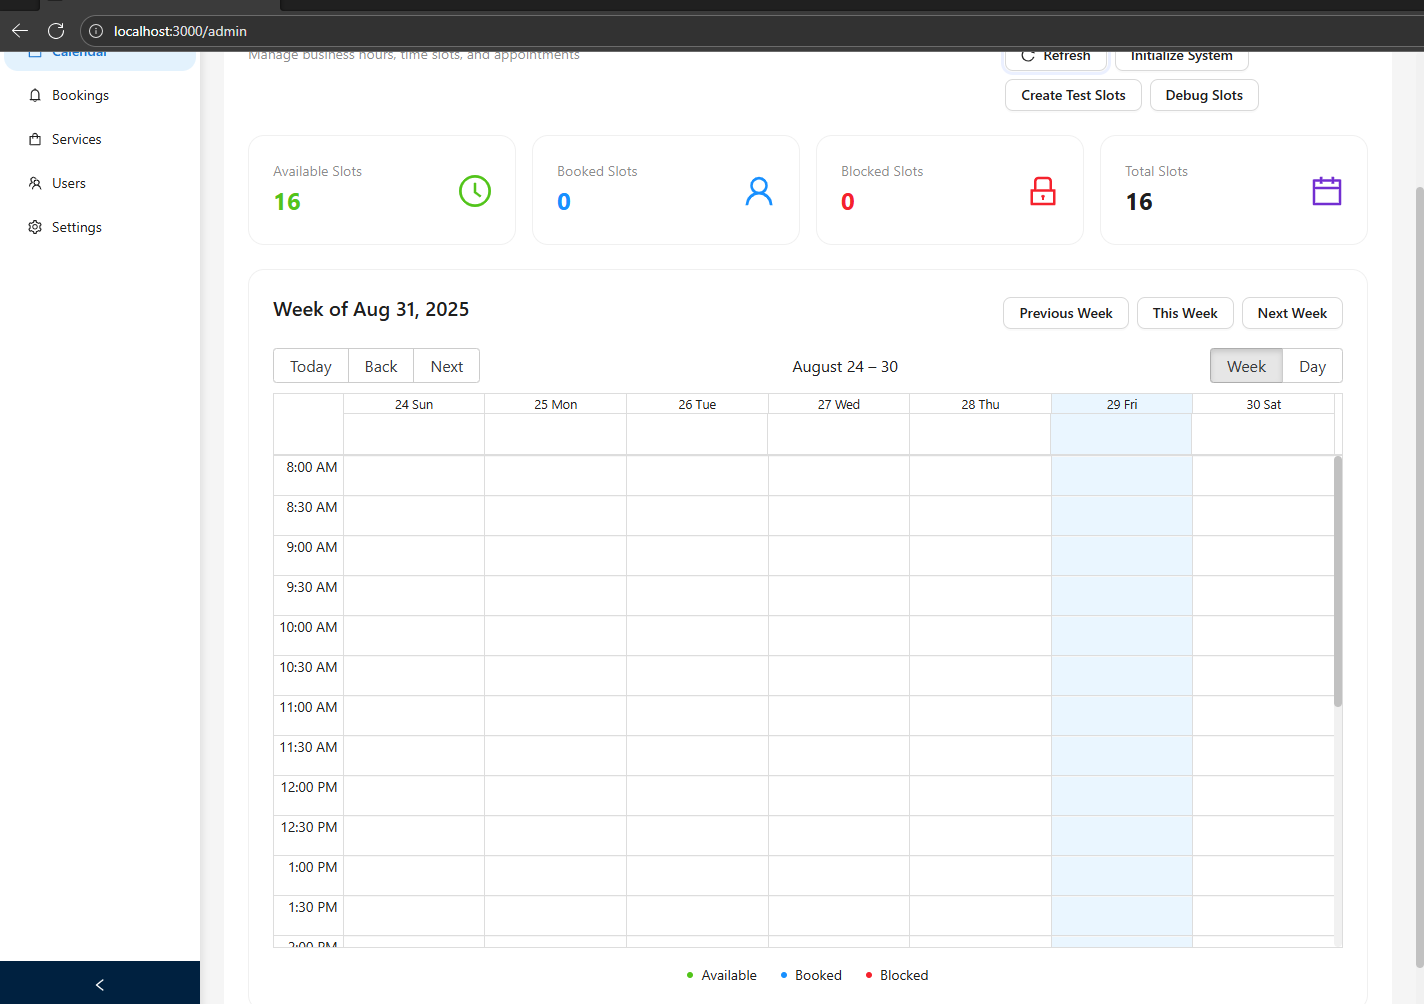 localhost:3000/admin
Calendar
Manage business hours, time slots, and appointments
Refresh
Initialize System
Bookings
Create Test Slots
Debug Slots
Services
Users
Settings
Available Slots
16
Booked Slots
0
Blocked Slots
0
Total Slots
16
Week of Aug 31, 2025
Previous Week
This Week
Next Week
Today
Back
Next
August 24 – 30
Week
Day
24 Sun
25 Mon
26 Tue
27 Wed
28 Thu
29 Fri
30 Sat
8:00 AM
8:30 AM
9:00 AM
9:30 AM
10:00 AM
10:30 AM
11:00 AM
11:30 AM
12:00 PM
12:30 PM
1:00 PM
1:30 PM
2:00 PM
Available
Booked
Blocked